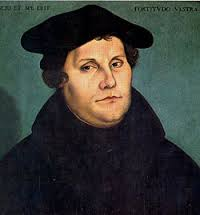 ET SPE ERIT FORTITVDO VESTRA